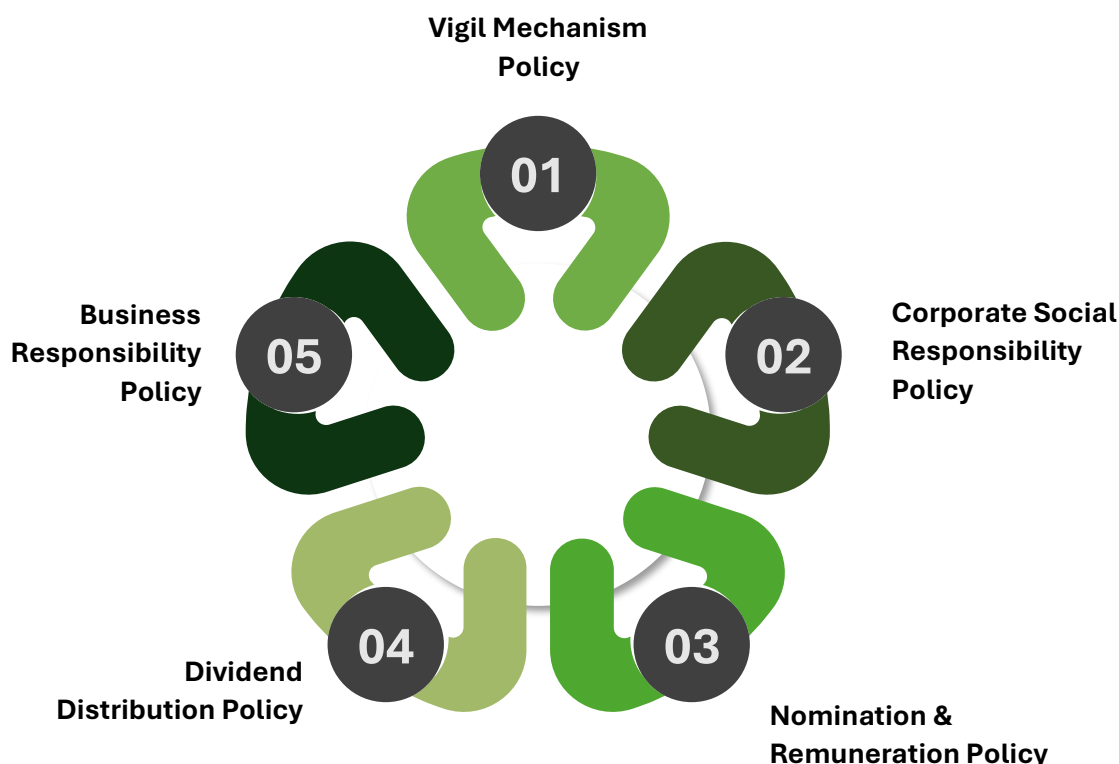 Vigil Mechanism
Policy
01
02
Corporate Social
Responsibility
Policy
03
Nomination &
Remuneration Policy
04
Dividend
Distribution Policy
05
Business
Responsibility
Policy